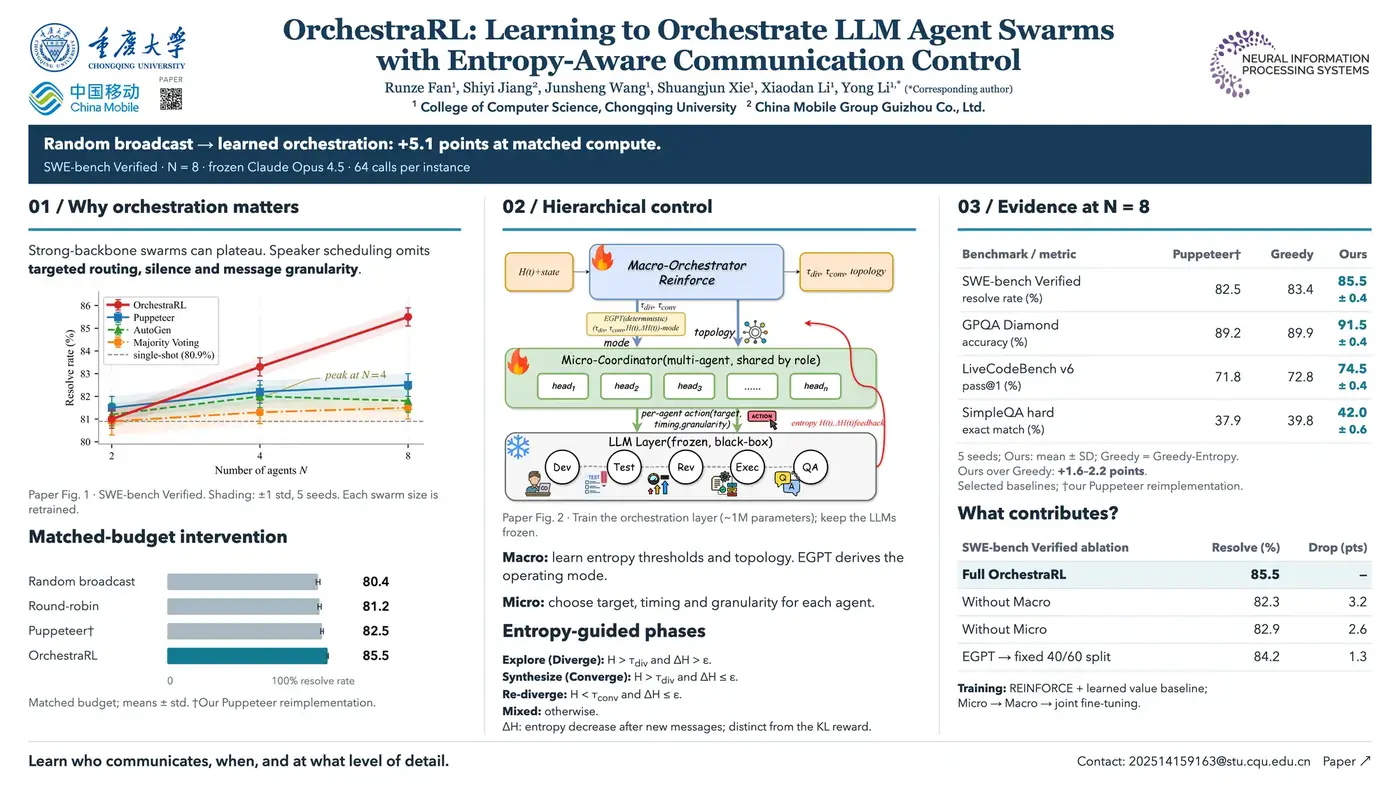 重庆大学
CHONGQING UNIVERSITY
中国移动
China Mobile
PAPER
OrchestraRL: Learning to Orchestrate LLM Agent Swarms
with Entropy-Aware Communication Control
Runze Fan¹, Shiyi Jiang², Junsheng Wang¹, Shuangjun Xie¹, Xiaodan Li¹, Yong Li¹,* (*Corresponding author)
¹ College of Computer Science, Chongqing University ² China Mobile Group Guizhou Co., Ltd.
NEURAL INFORMATION
PROCESSING SYSTEMS
Random broadcast → learned orchestration: +5.1 points at matched compute.
SWE-bench Verified · N = 8 · frozen Claude Opus 4.5 · 64 calls per instance
01 / Why orchestration matters
Strong-backbone swarms can plateau. Speaker scheduling omits
targeted routing, silence and message granularity.
OrchestraRL
Puppeteer
AutoGen
Majority Voting
single-shot (80.9%)
peak at N=4
Resolve rate (%)
86
85
84
83
82
81
80
2 4 8
Number of agents N
Paper Fig. 1 · SWE-bench Verified. Shading: ±1 std, 5 seeds. Each swarm size is
retrained.
Matched-budget intervention
Random broadcast 80.4
Round-robin 81.2
Puppeteer† 82.5
OrchestraRL 85.5
0 100% resolve rate
Matched budget; means ± std. †Our Puppeteer reimplementation.
02 / Hierarchical control
H(t)+state
Macro-Orchestrator
Reinforce
τdiv, τconv, topology
τdiv, τconv
EGPT(deterministic)
(τdiv, τconv,H(t),ΔH(t))-mode
mode
topology
Micro-Coordinator(multi-agent, shared by role)
head1 head2 head3 ...... headn
per-agent action(target,
timing,granularity)
ACTION
entropy H(t),ΔH(t)feedback
LLM Layer(frozen, black-box)
Dev Test Rev Exec QA
TEST
Q
A
Paper Fig. 2 · Train the orchestration layer (~1M parameters); keep the LLMs
frozen.
Macro: learn entropy thresholds and topology. EGPT derives the
operating mode.
Micro: choose target, timing and granularity for each agent.
Entropy-guided phases
Explore (Diverge): H > τdiv and ΔH > ε.
Synthesize (Converge): H > τdiv and ΔH ≤ ε.
Re-diverge: H < τconv and ΔH ≤ ε.
Mixed: otherwise.
ΔH: entropy decrease after new messages; distinct from the KL reward.
03 / Evidence at N = 8
Benchmark / metric Puppeteer† Greedy Ours
SWE-bench Verified
resolve rate (%) 82.5 83.4 85.5 ± 0.4
GPQA Diamond
accuracy (%) 89.2 89.9 91.5 ± 0.4
LiveCodeBench v6
pass@1 (%) 71.8 72.8 74.5 ± 0.4
SimpleQA hard
exact match (%) 37.9 39.8 42.0 ± 0.6
5 seeds; Ours: mean ± SD; Greedy = Greedy-Entropy.
Ours over Greedy: +1.6–2.2 points.
Selected baselines; †our Puppeteer reimplementation.
What contributes?
SWE-bench Verified ablation Resolve (%) Drop (pts)
Full OrchestraRL 85.5 –
Without Macro 82.3 3.2
Without Micro 82.9 2.6
EGPT → fixed 40/60 split 84.2 1.3
Training: REINFORCE + learned value baseline;
Micro → Macro → joint fine-tuning.
Learn who communicates, when, and at what level of detail.
Contact: 202514159163@stu.cqu.edu.cn Paper ↗